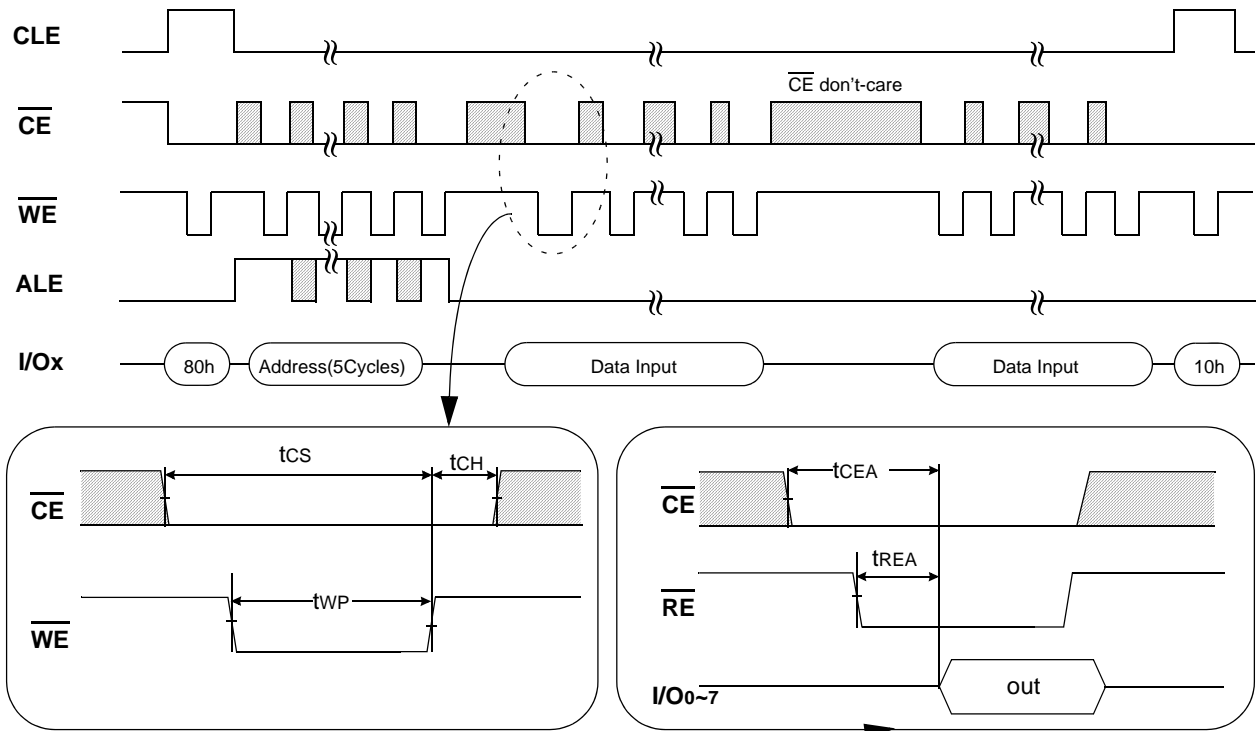 CLE
CE don't-care
CE
WE
ALE
I/Ox 80h Address(5Cycles) Data Input Data Input 10h
tCS tCH
CE
tWP
WE
tCEA
CE
tREA
RE
I/O0~7 out